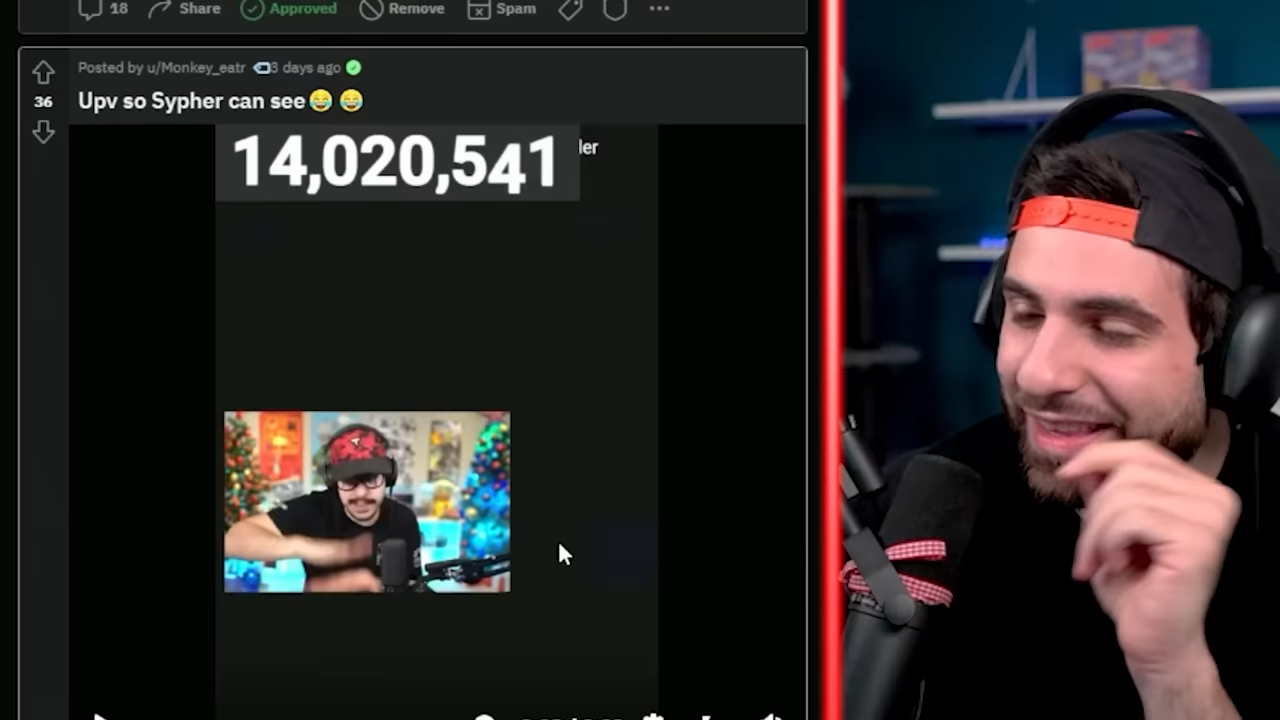 18 Share Approved Remove Spam
Posted by u/Monkey_eatr 3 days ago
36
Upv so Sypher can see😂 😂
14,020,541
ler